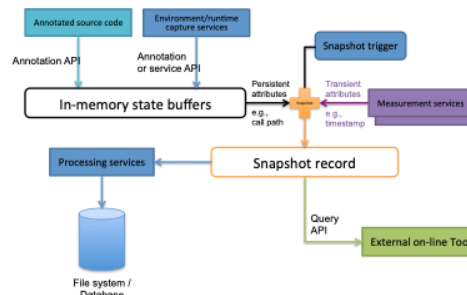 Annotated source code
Environment/runtime
capture services
Snapshot trigger
Annotation API
Annotation
or service API
Persistent
attributes
Transient
attributes
In-memory state buffers
Snapshot
Measurement services
e.g.,
call path
e.g.,
timestamp
Processing services
Snapshot record
Query
API
External on-line Tool
File system /
Database